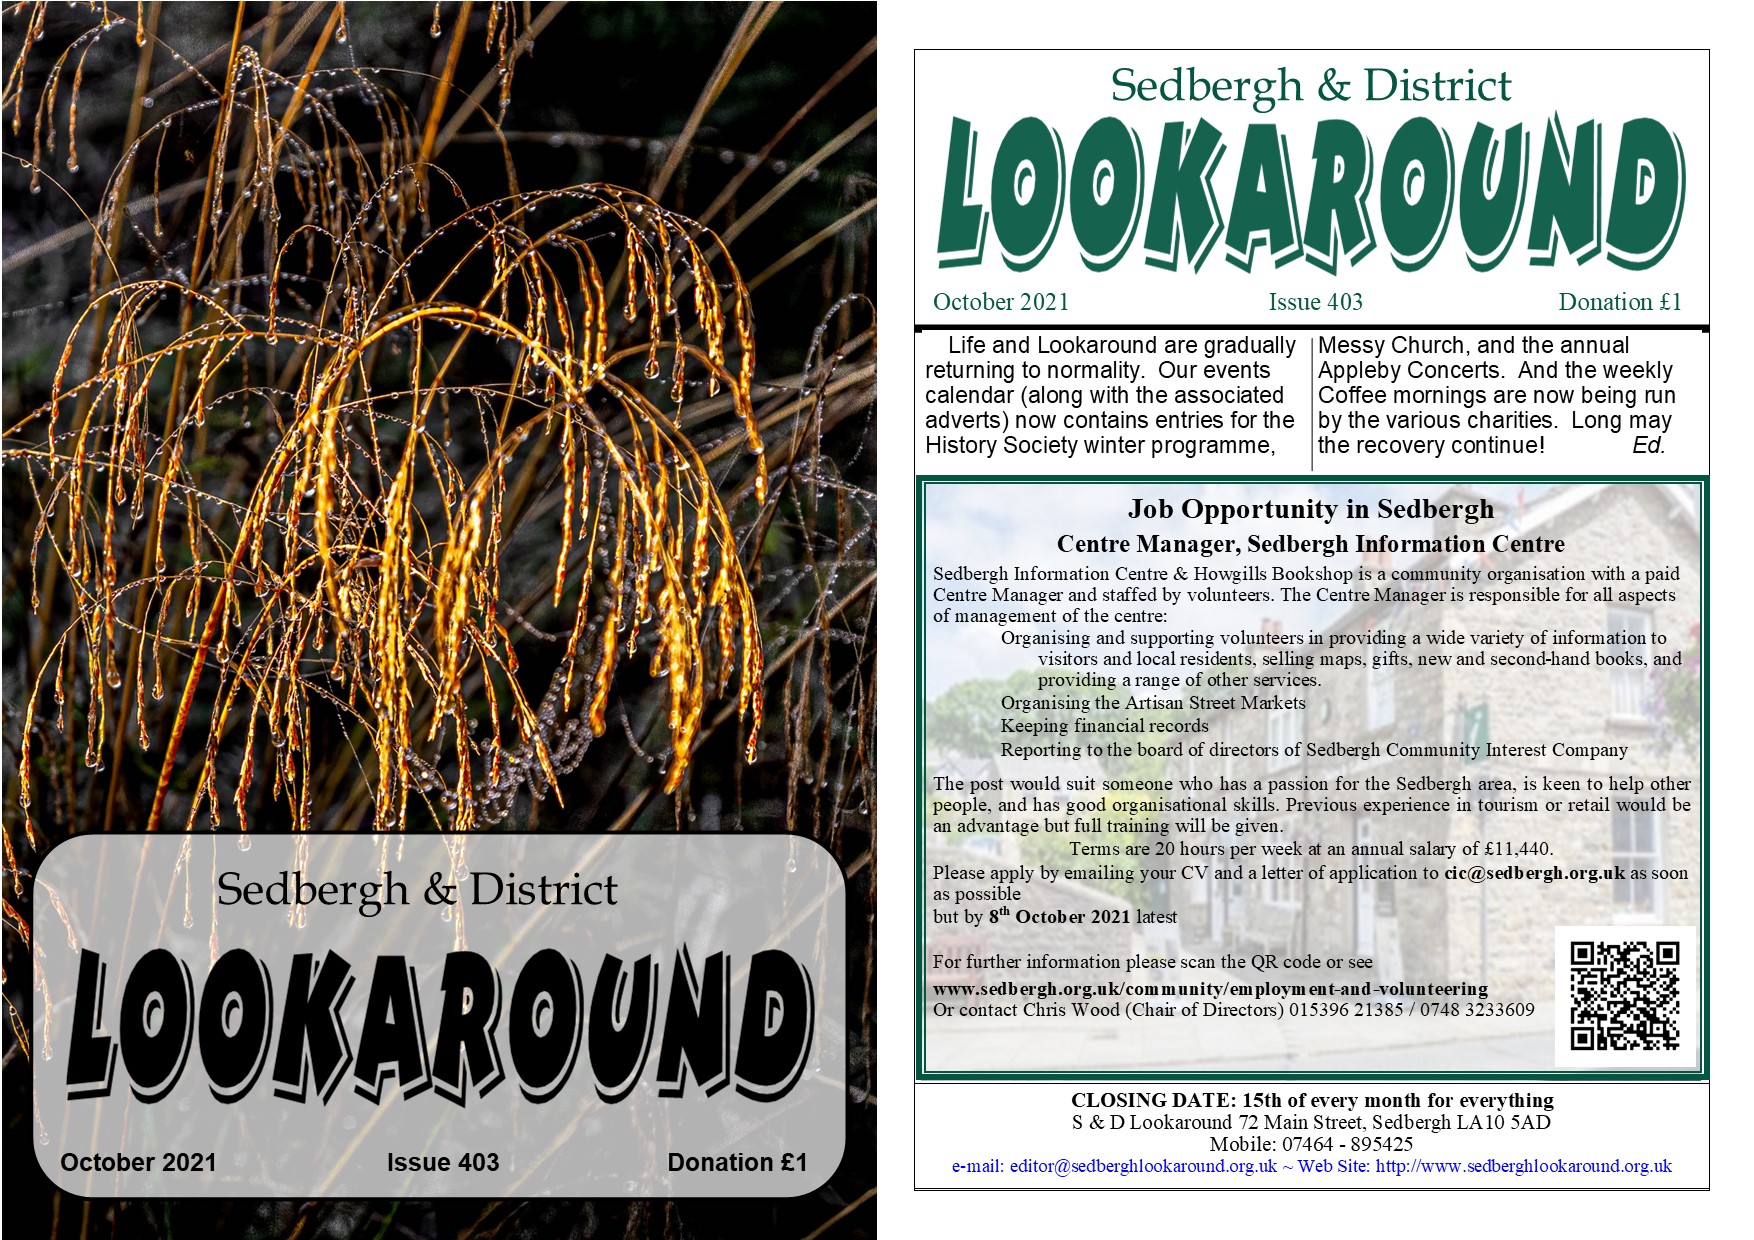 Sedbergh & District
LOOKAROUND
October 2021 Issue 403 Donation £1
Sedbergh & District
LOOKAROUND
October 2021 Issue 403 Donation £1
Life and Lookaround are gradually
returning to normality. Our events
calendar (along with the associated
adverts) now contains entries for the
History Society winter programme,
Messy Church, and the annual
Appleby Concerts. And the weekly
Coffee mornings are now being run
by the various charities. Long may
the recovery continue! Ed.
Job Opportunity in Sedbergh
Centre Manager, Sedbergh Information Centre
Sedbergh Information Centre & Howgills Bookshop is a community organisation with a paid
Centre Manager and staffed by volunteers. The Centre Manager is responsible for all aspects
of management of the centre:
Organising and supporting volunteers in providing a wide variety of information to
visitors and local residents, selling maps, gifts, new and second-hand books, and
providing a range of other services.
Organising the Artisan Street Markets
Keeping financial records
Reporting to the board of directors of Sedbergh Community Interest Company
The post would suit someone who has a passion for the Sedbergh area, is keen to help other
people, and has good organisational skills. Previous experience in tourism or retail would be
an advantage but full training will be given.
Terms are 20 hours per week at an annual salary of £11,440.
Please apply by emailing your CV and a letter of application to cic@sedbergh.org.uk as soon
as possible
but by 8th October 2021 latest
For further information please scan the QR code or see
www.sedbergh.org.uk/community/employment-and-volunteering
Or contact Chris Wood (Chair of Directors) 015396 21385 / 0748 3233609
CLOSING DATE: 15th of every month for everything
S & D Lookaround 72 Main Street, Sedbergh LA10 5AD
Mobile: 07464 - 895425
e-mail: editor@sedberghlookaround.org.uk ~ Web Site: http://www.sedberghlookaround.org.uk